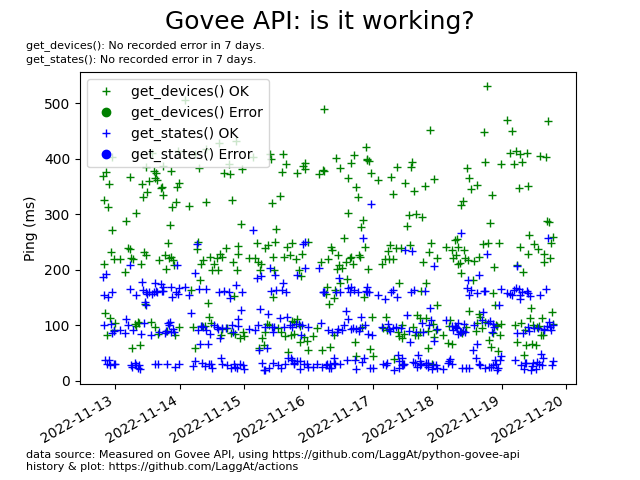 Govee API: is it working?
get_devices(): No recorded error in 7 days.
get_states(): No recorded error in 7 days.
get_devices() OK
get_devices() Error
get_states() OK
get_states() Error
Ping (ms)
500
400
300
200
100
0
2022-11-13
2022-11-14
2022-11-15
2022-11-16
2022-11-17
2022-11-18
2022-11-19
2022-11-20
data source: Measured on Govee API, using https://github.com/LaggAt/python-govee-api
history & plot: https://github.com/LaggAt/actions